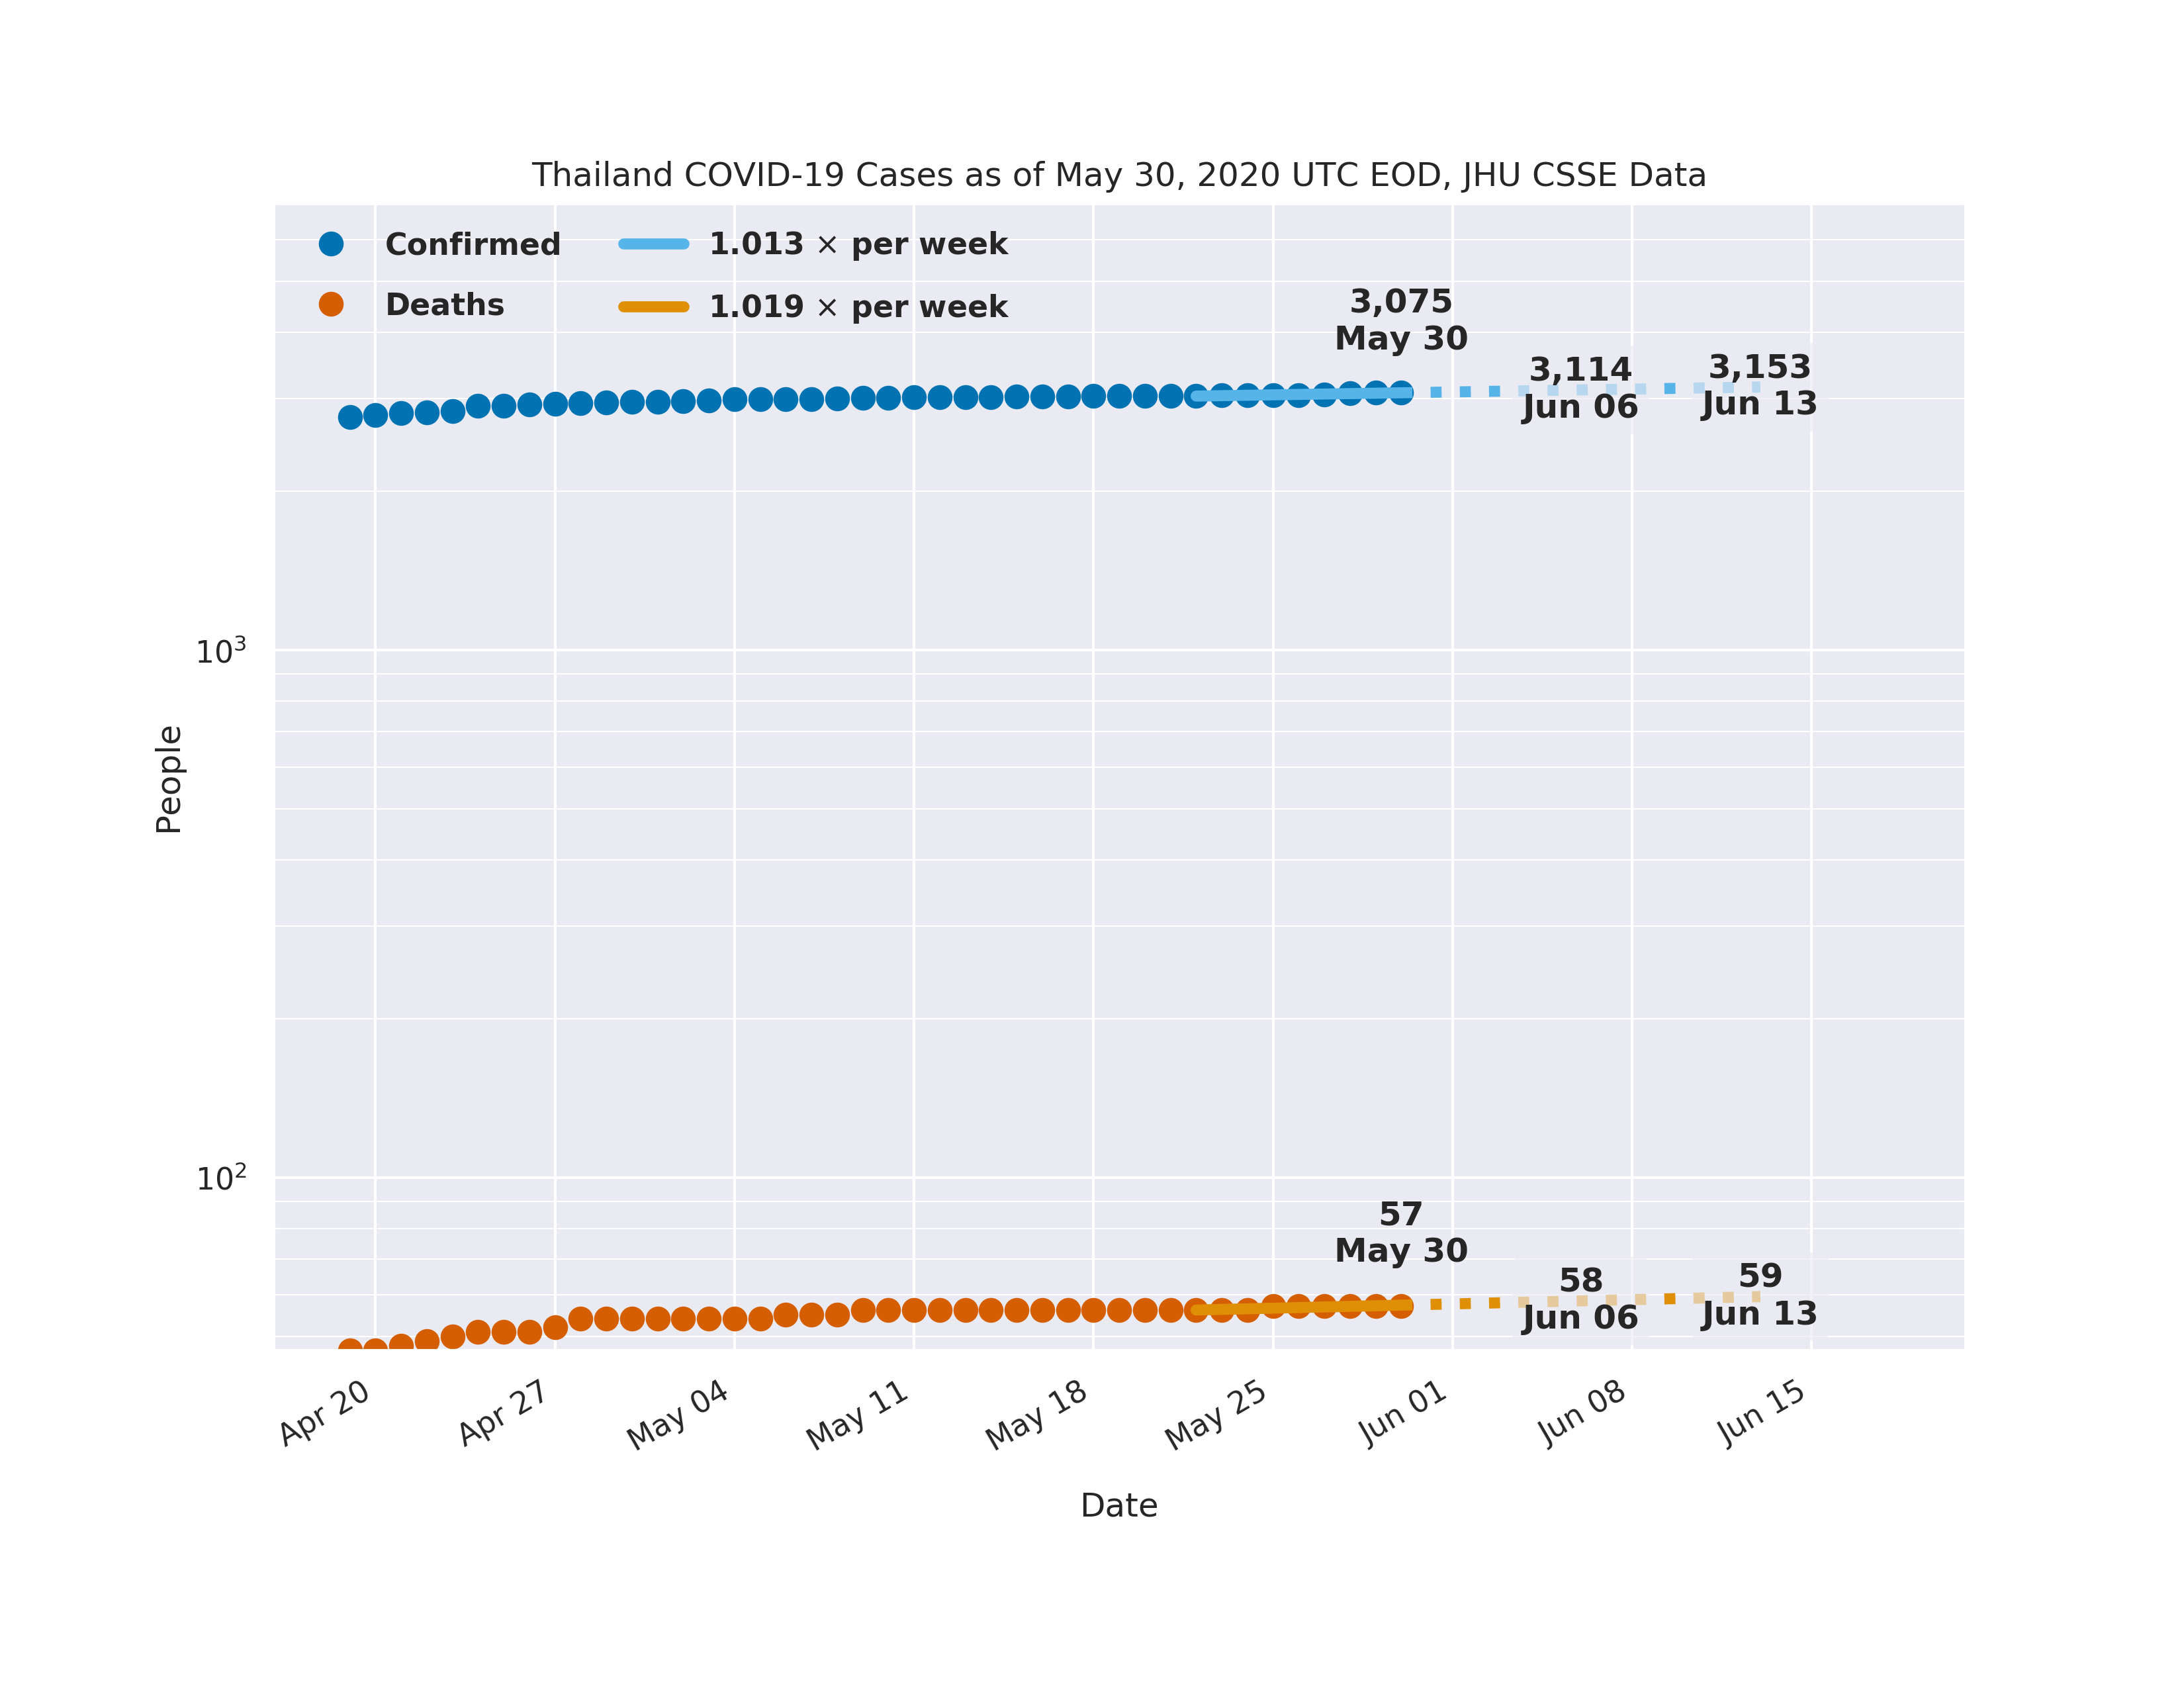 Thailand COVID-19 Cases as of May 30, 2020 UTC EOD, JHU CSSE Data
Confirmed
Deaths
1.013 × per week
1.019 × per week
3,075
May 30
3,114
Jun 06
3,153
Jun 13
10³
10²
People
57
May 30
58
Jun 06
59
Jun 13
Apr 20
Apr 27
May 04
May 11
May 18
May 25
Jun 01
Jun 08
Jun 15
Date